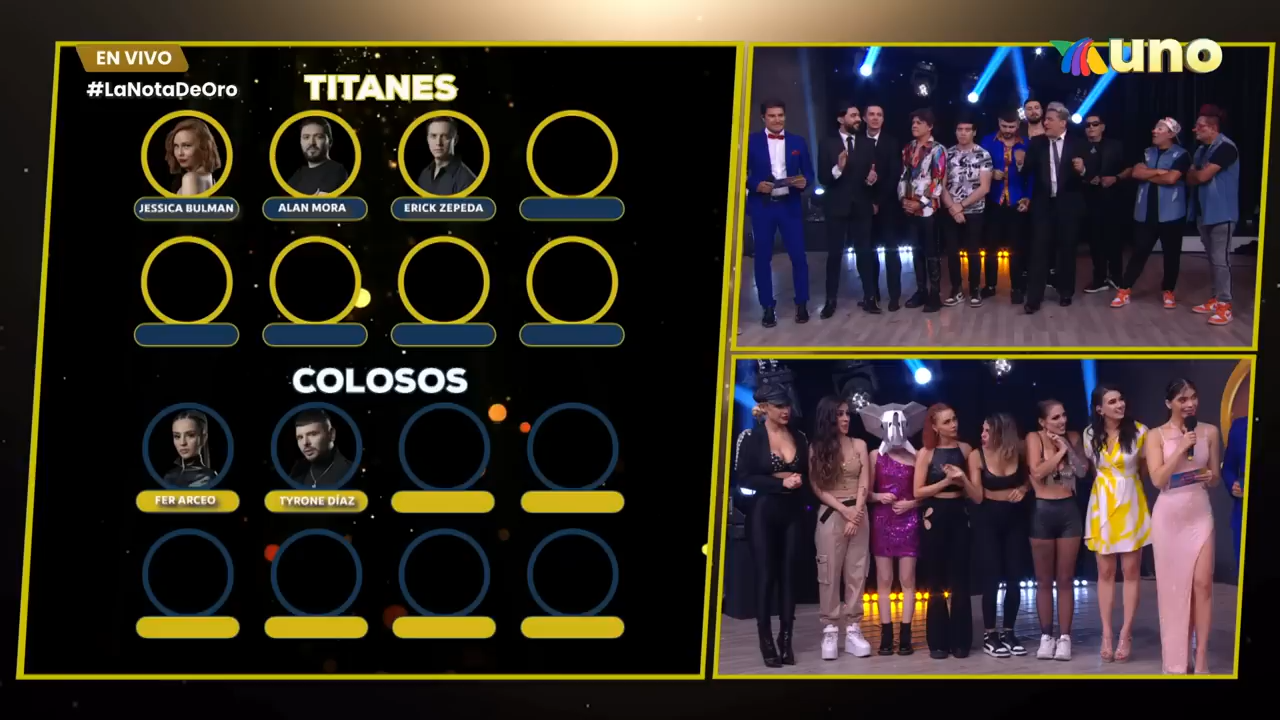 EN VIVO
#LaNotaDeOro
TITANES
JESSICA BULMAN
ALAN MORA
ERICK ZEPEDA
COLOSOS
FER ARCEO
TYRONE DÍAZ
uno